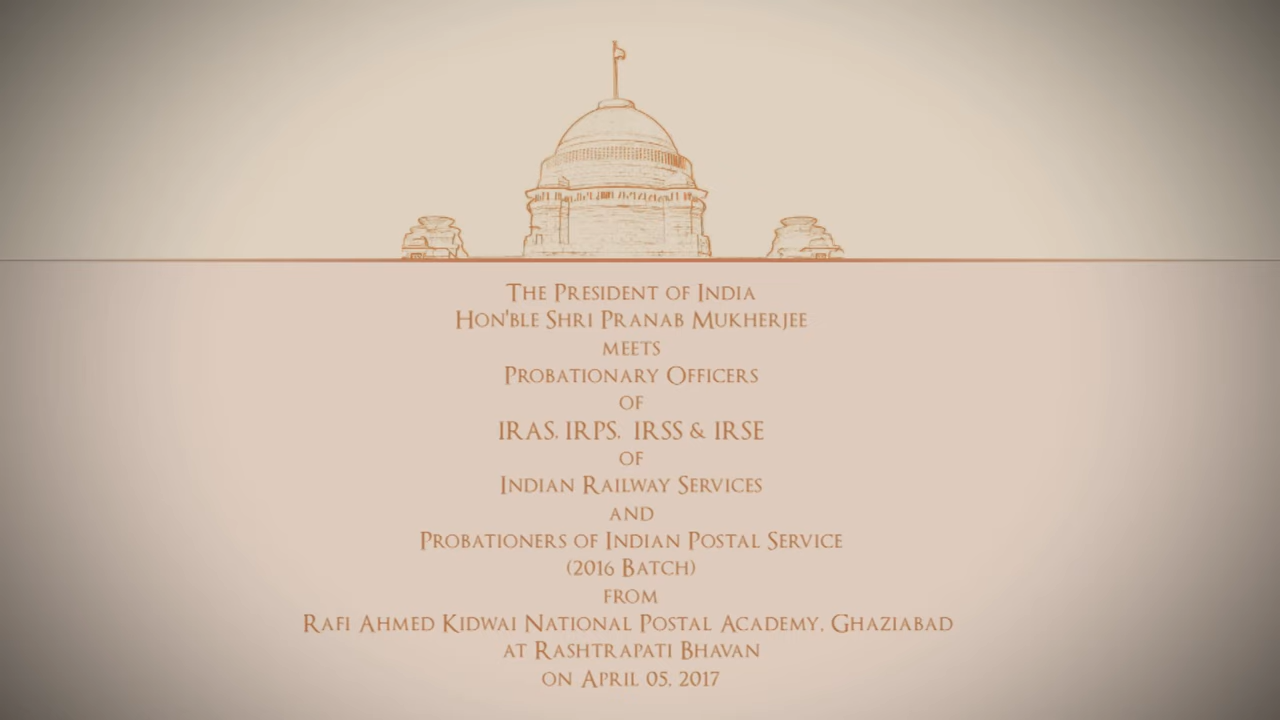 The President of India
Hon'ble Shri Pranab Mukherjee
meets
Probationary Officers
of
IRAS, IRPS, IRSS & IRSE
of
Indian Railway Services
and
Probationers of Indian Postal Service
(2016 Batch)
from
Rafi Ahmed Kidwai National Postal Academy, Ghaziabad
at Rashtrapati Bhavan
on April 05, 2017